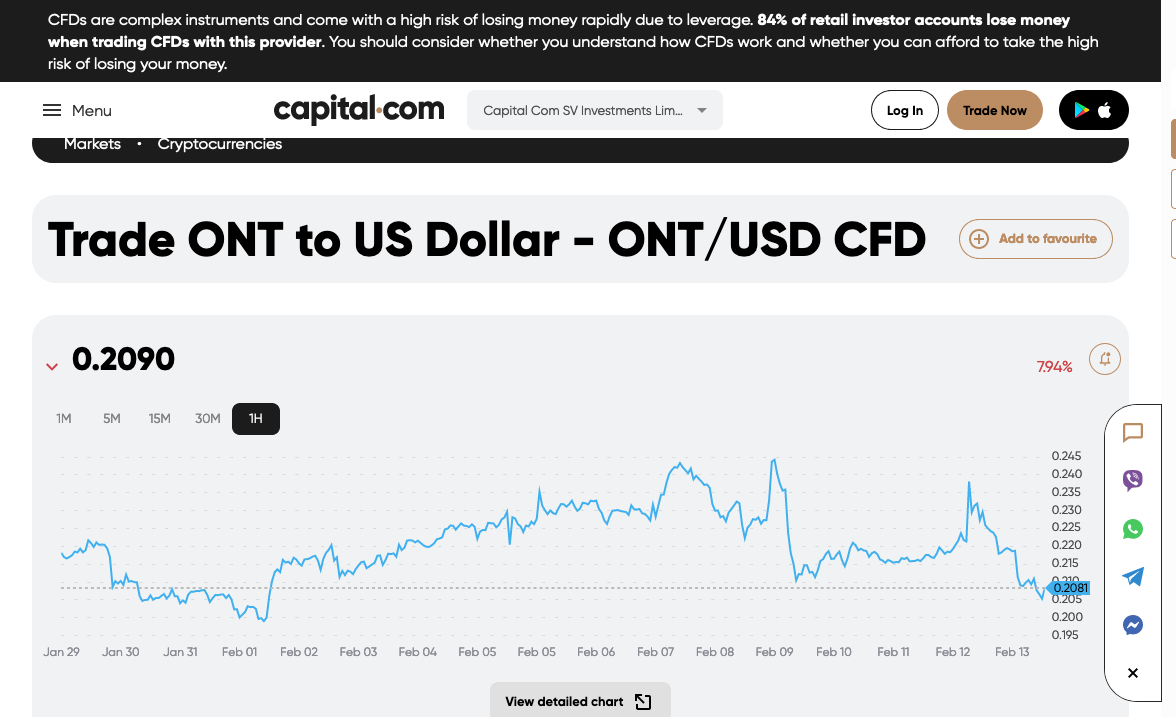 CFDs are complex instruments and come with a high risk of losing money rapidly due to leverage. 84% of retail investor accounts lose money
when trading CFDs with this provider. You should consider whether you understand how CFDs work and whether you can afford to take the high
risk of losing your money.
Menu
capital.com
Capital Com SV Investments Lim...
Log In
Trade Now
Markets • Cryptocurrencies
Trade ONT to US Dollar - ONT/USD CFD
Add to favourite
0.2090
7.94%
1M 5M 15M 30M 1H
0.245
0.240
0.235
0.230
0.225
0.220
0.215
0.210
0.2081
0.205
0.200
0.195
Jan 29 Jan 30 Jan 31 Feb 01 Feb 02 Feb 03 Feb 04 Feb 05 Feb 05 Feb 06 Feb 07 Feb 08 Feb 09 Feb 10 Feb 11 Feb 12 Feb 13
View detailed chart